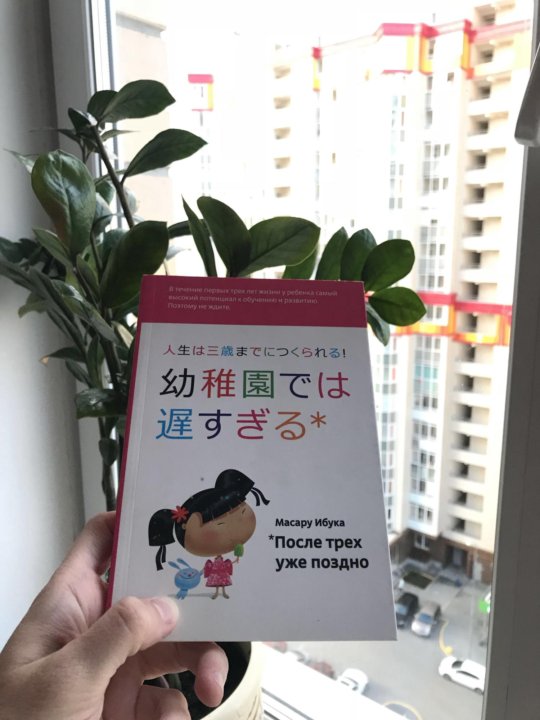 В течение первых трех лет жизни у ребенка самый
высокий потенциал к обучению и развитию.
Поэтому не ждите.
人生は三歳までにつくられる!
幼稚園では
遅すぎる*
Масару Ибука
*После трех
уже поздно